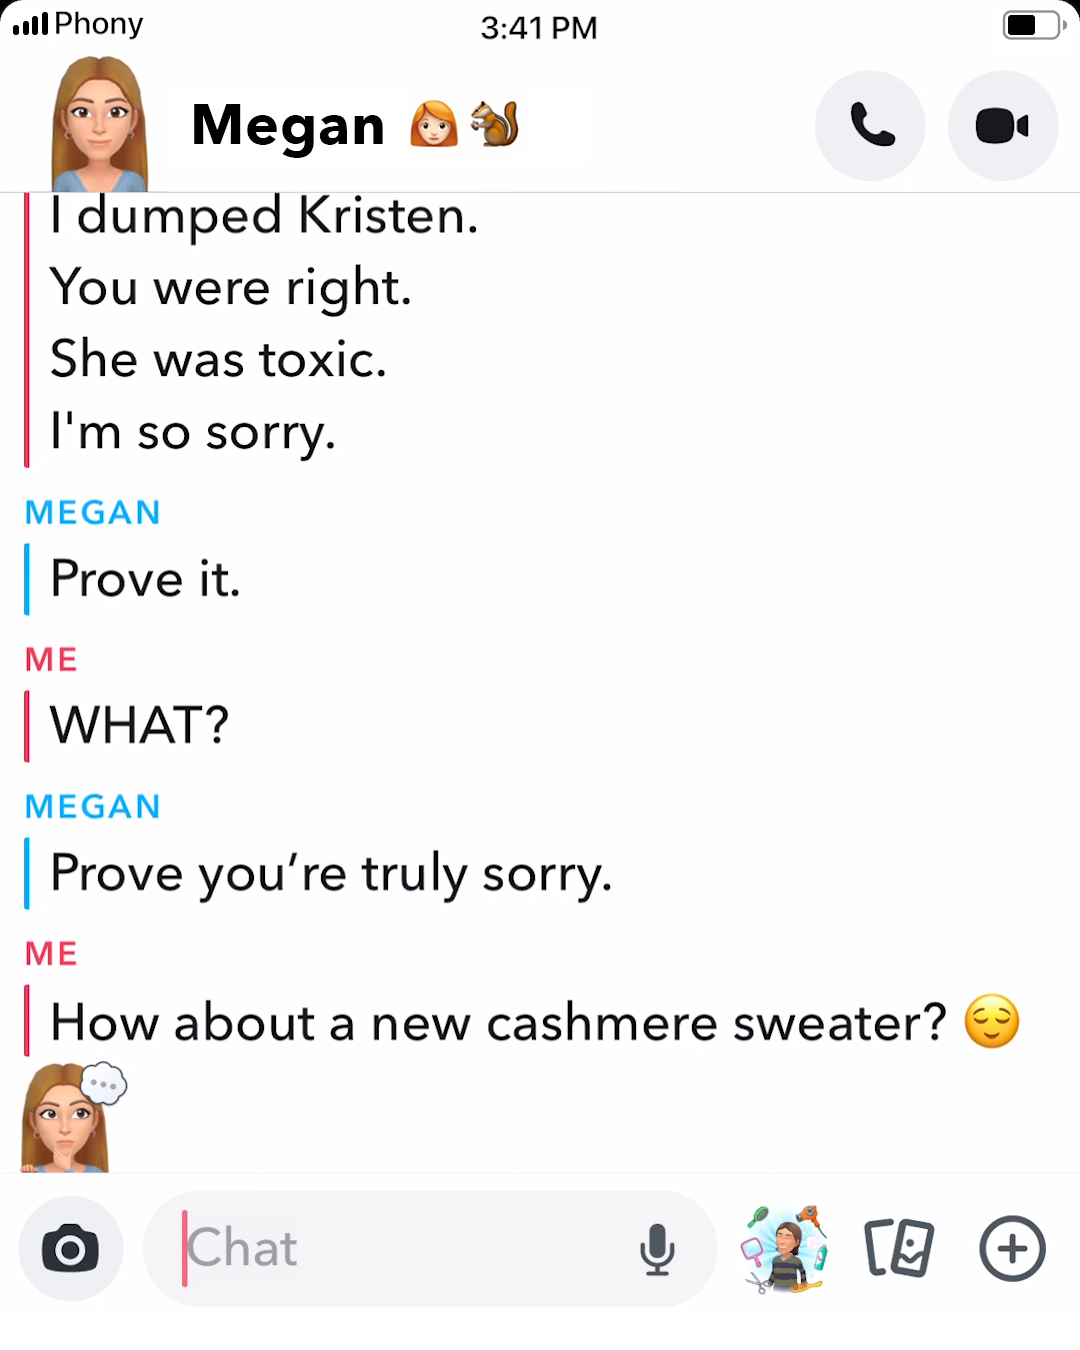 Phony
3:41 PM
Megan 👩🏻‍🦰🐿️
I dumped Kristen.
You were right.
She was toxic.
I'm so sorry.
MEGAN
Prove it.
ME
WHAT?
MEGAN
Prove you’re truly sorry.
ME
How about a new cashmere sweater? 😌
Chat